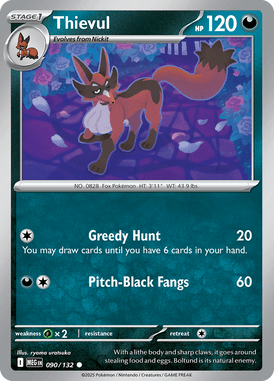 STAGE 1
Thievul
HP 120
Evolves from Nickit
NO. 0828 Fox Pokémon HT: 3'11" WT: 43.9 lbs.
Greedy Hunt 20
You may draw cards until you have 6 cards in your hand.
Pitch-Black Fangs 60
weakness ×2 resistance retreat
Illus. ryoma uratsuka
I MEG EN 090/132
With a lithe body and sharp claws, it goes around
stealing food and eggs. Boltund is its natural enemy.
©2025 Pokémon / Nintendo / Creatures / GAME FREAK